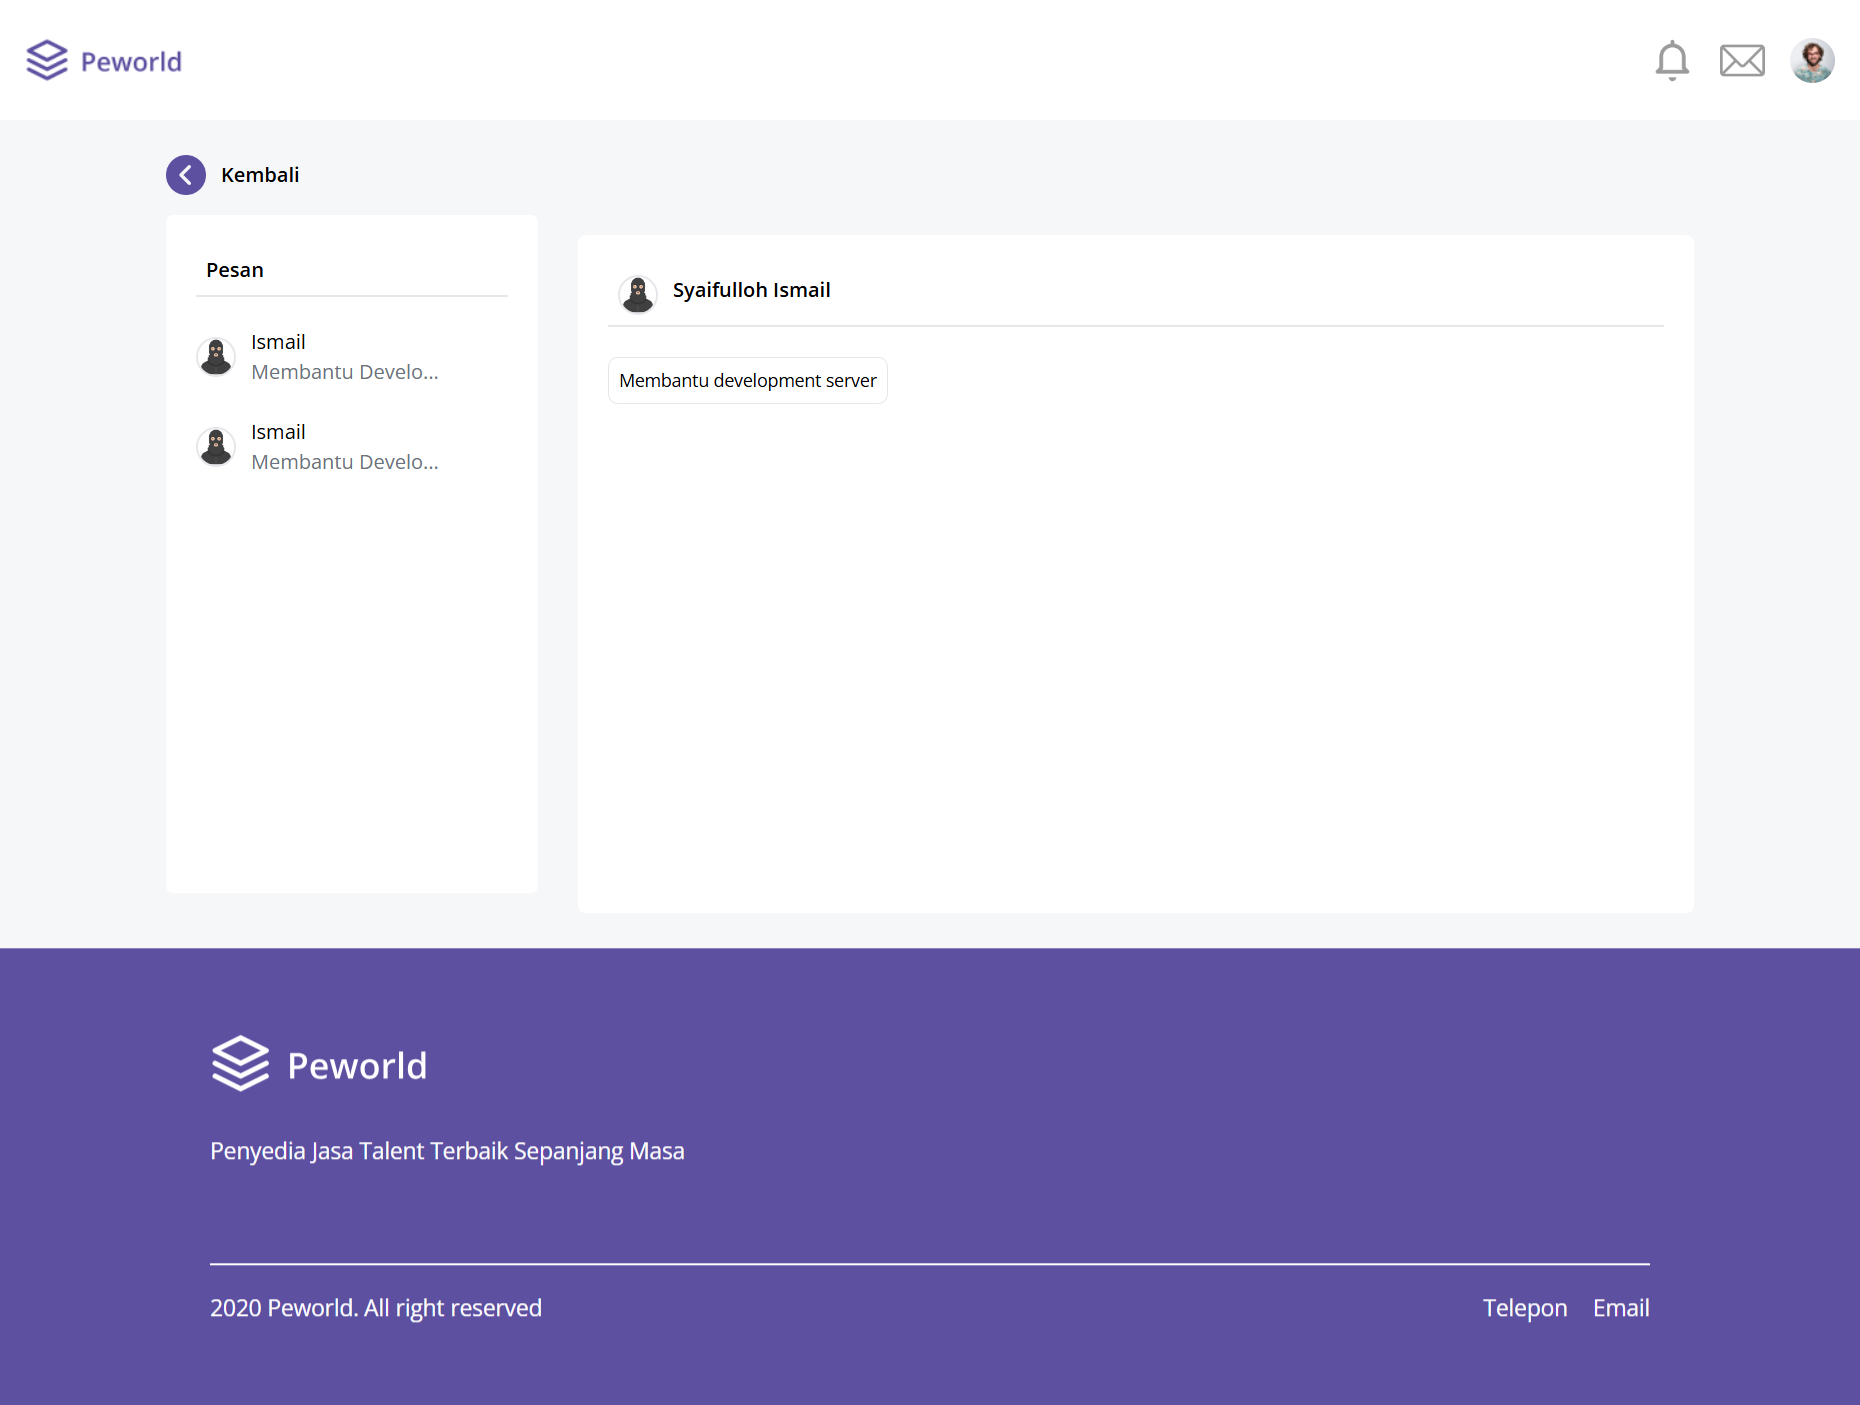 Peworld
Kembali
Pesan
Ismail
Membantu Develo...
Ismail
Membantu Develo...
Syaifulloh Ismail
Membantu development server
Peworld
Penyedia Jasa Talent Terbaik Sepanjang Masa
2020 Peworld. All right reserved
Telepon
Email